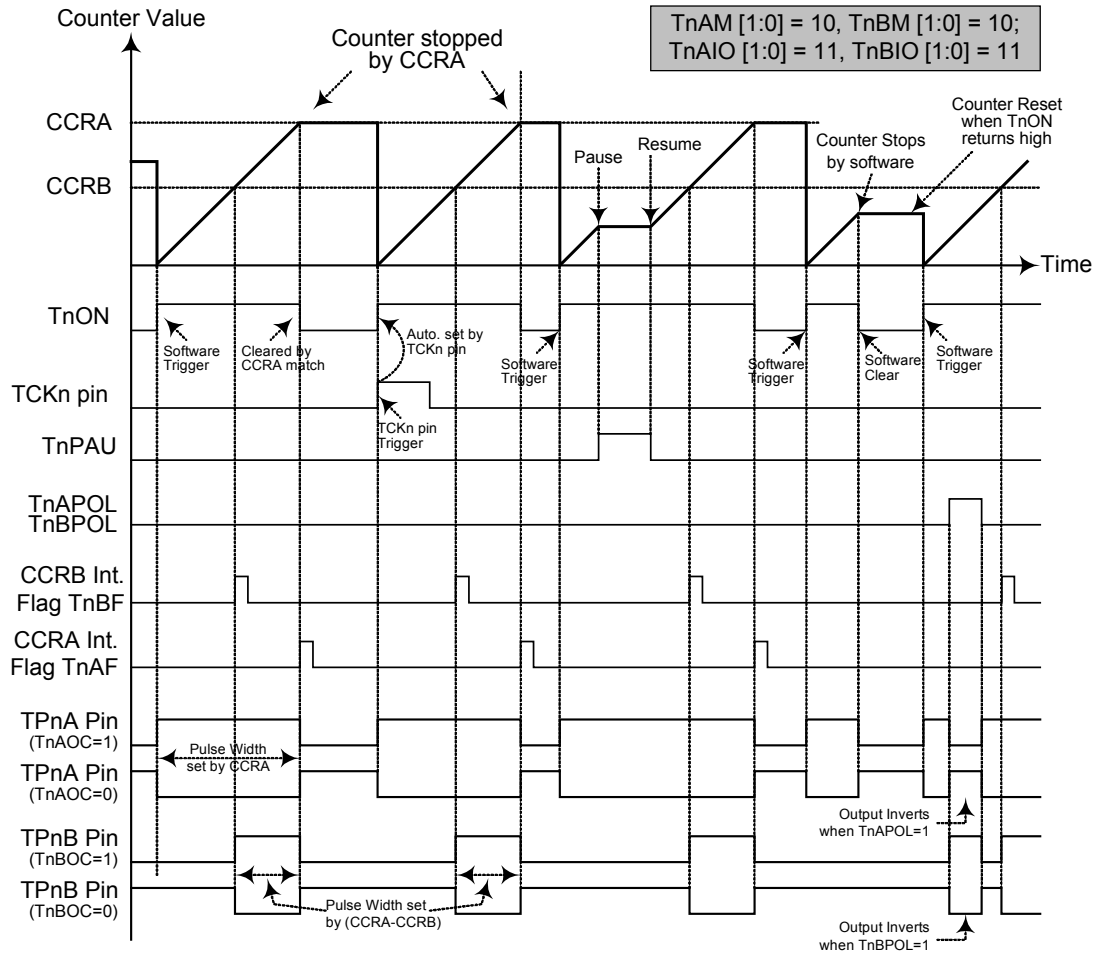 Counter Value
TnAM [1:0] = 10, TnBM [1:0] = 10;
TnAIO [1:0] = 11, TnBIO [1:0] = 11
Counter stopped
by CCRA
Counter Reset
when TnON
returns high
CCRA
Pause
Resume
Counter Stops
by software
CCRB
Time
TnON
Software
Trigger
Cleared by
CCRA match
Auto. set by
TCKn pin
Software
Trigger
Software
Trigger
Software
Clear
Software
Trigger
TCKn pin
TCKn pin
Trigger
TnPAU
TnAPOL
TnBPOL
CCRB Int.
Flag TnBF
CCRA Int.
Flag TnAF
TPnA Pin
(TnAOC=1)
Pulse Width
set by CCRA
TPnA Pin
(TnAOC=0)
Output Inverts
when TnAPOL=1
TPnB Pin
(TnBOC=1)
TPnB Pin
(TnBOC=0)
Pulse Width set
by (CCRA-CCRB)
Output Inverts
when TnBPOL=1